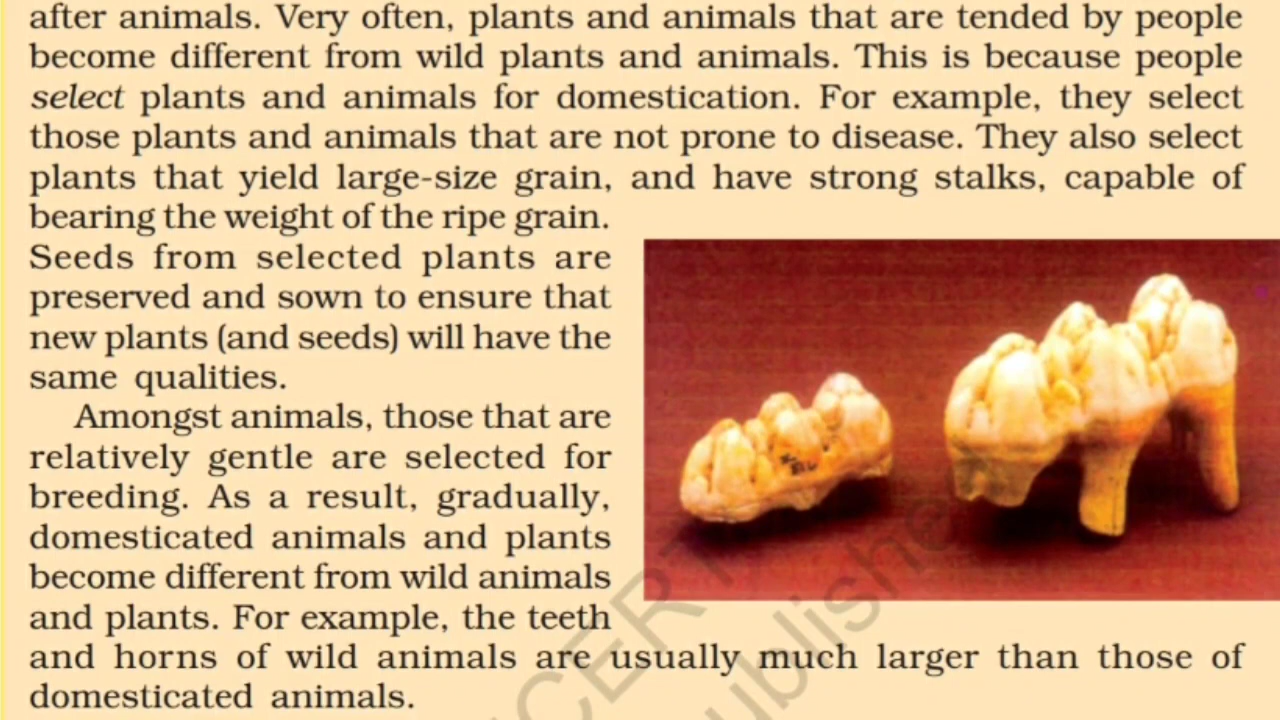 after animals. Very often, plants and animals that are tended by people
become different from wild plants and animals. This is because people
select plants and animals for domestication. For example, they select
those plants and animals that are not prone to disease. They also select
plants that yield large-size grain, and have strong stalks, capable of
bearing the weight of the ripe grain.
Seeds from selected plants are
preserved and sown to ensure that
new plants (and seeds) will have the
same qualities.
Amongst animals, those that are
relatively gentle are selected for
breeding. As a result, gradually,
domesticated animals and plants
become different from wild animals
and plants. For example, the teeth
and horns of wild animals are usually much larger than those of
domesticated animals.